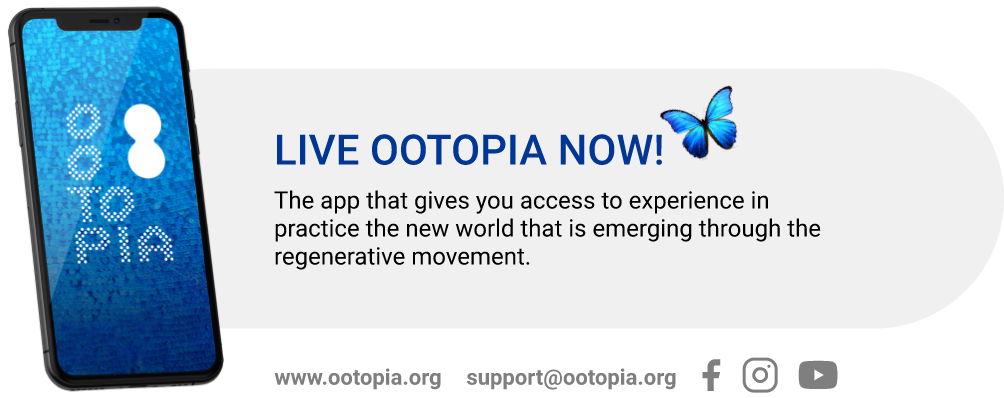 OO
OO
TO
PIA
LIVE OOTOPIA NOW!
The app that gives you access to experience in
practice the new world that is emerging through the
regenerative movement.
www.ootopia.org support@ootopia.org